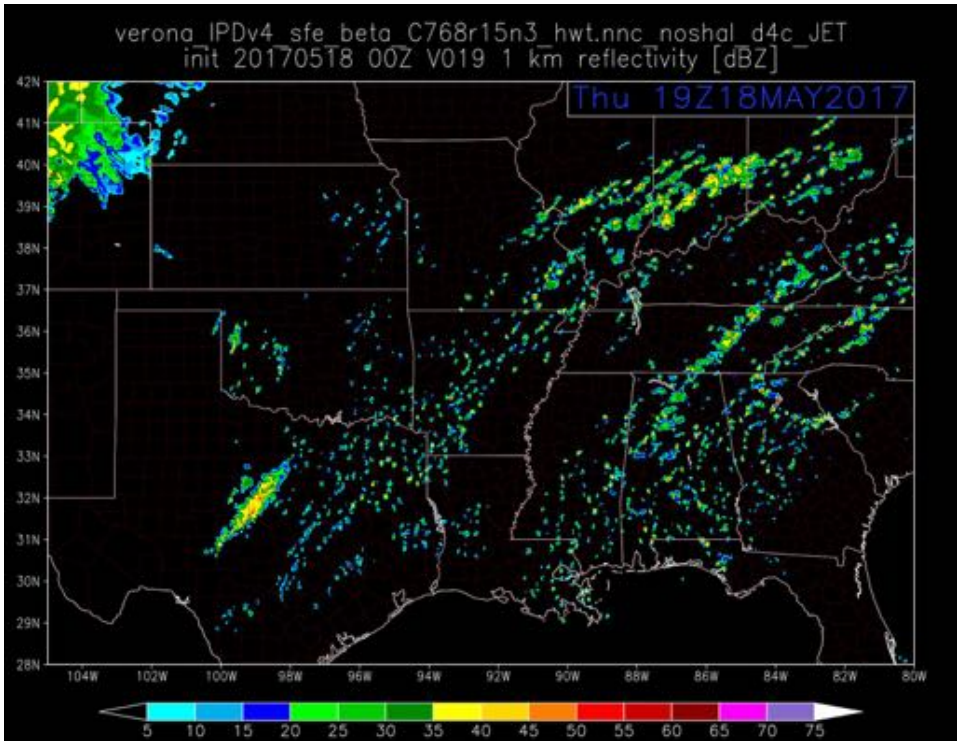 verona_IPDv4_sfe_beta_C768r15n3_hwt.nnc_noshal_d4c_JET
init 20170518 00Z V019 1 km reflectivity [dBZ]
Thu 19Z18MAY2017
42N
41N
40N
39N
38N
37N
36N
35N
34N
33N
32N
31N
30N
29N
28N
104W 102W 100W 98W 96W 94W 92W 90W 88W 86W 84W 82W 80W
5 10 15 20 25 30 35 40 45 50 55 60 65 70 75